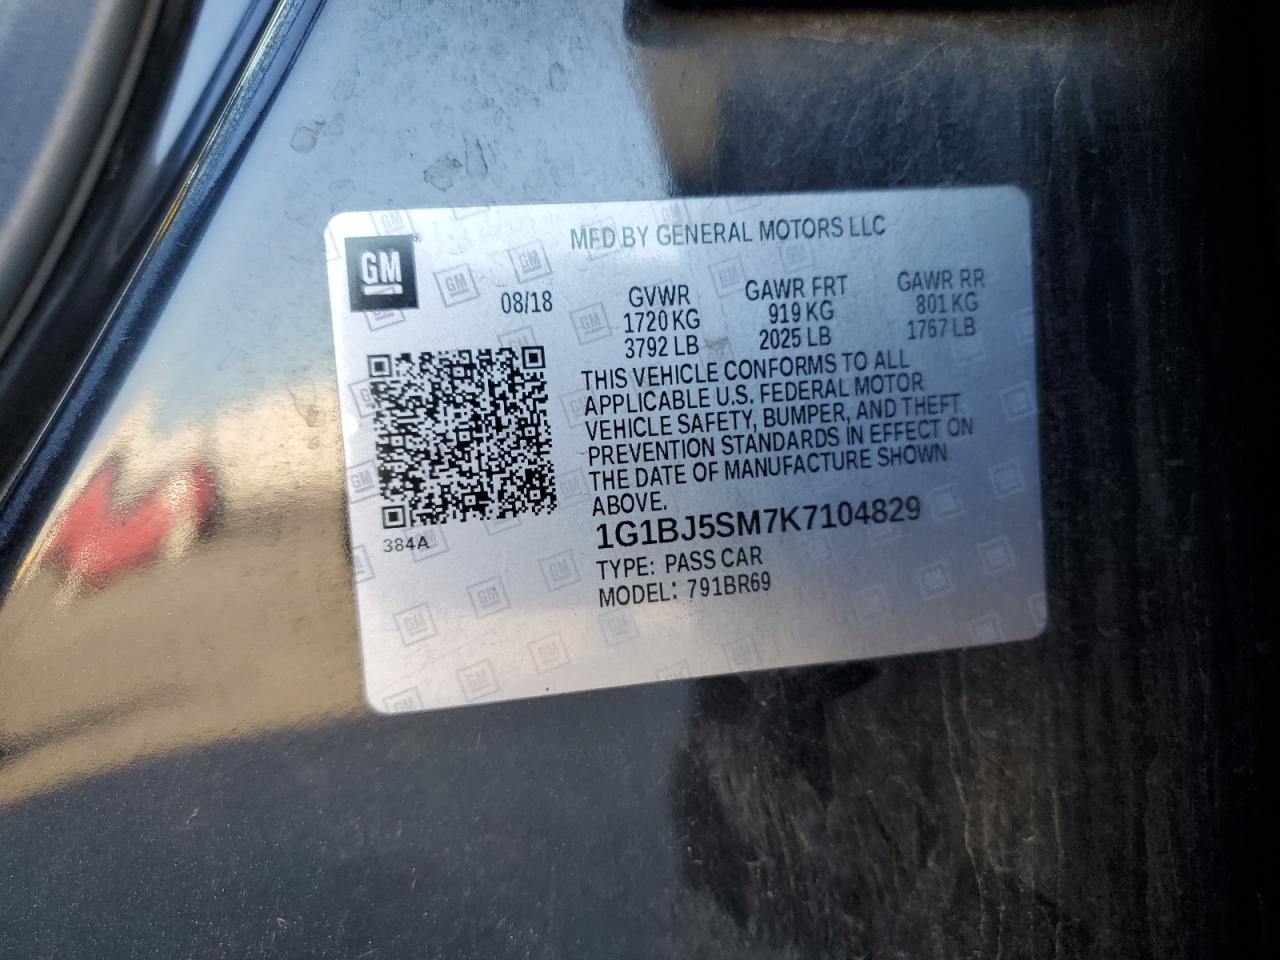 MFD BY GENERAL MOTORS LLC
GM
08/18
GVWR
1720 KG
3792 LB
GAWR FRT
919 KG
2025 LB
GAWR RR
801 KG
1767 LB
THIS VEHICLE CONFORMS TO ALL
APPLICABLE U.S. FEDERAL MOTOR
VEHICLE SAFETY, BUMPER, AND THEFT
PREVENTION STANDARDS IN EFFECT ON
THE DATE OF MANUFACTURE SHOWN
ABOVE.
384A
1G1BJ5SM7K7104829
TYPE: PASS CAR
MODEL: 791BR69